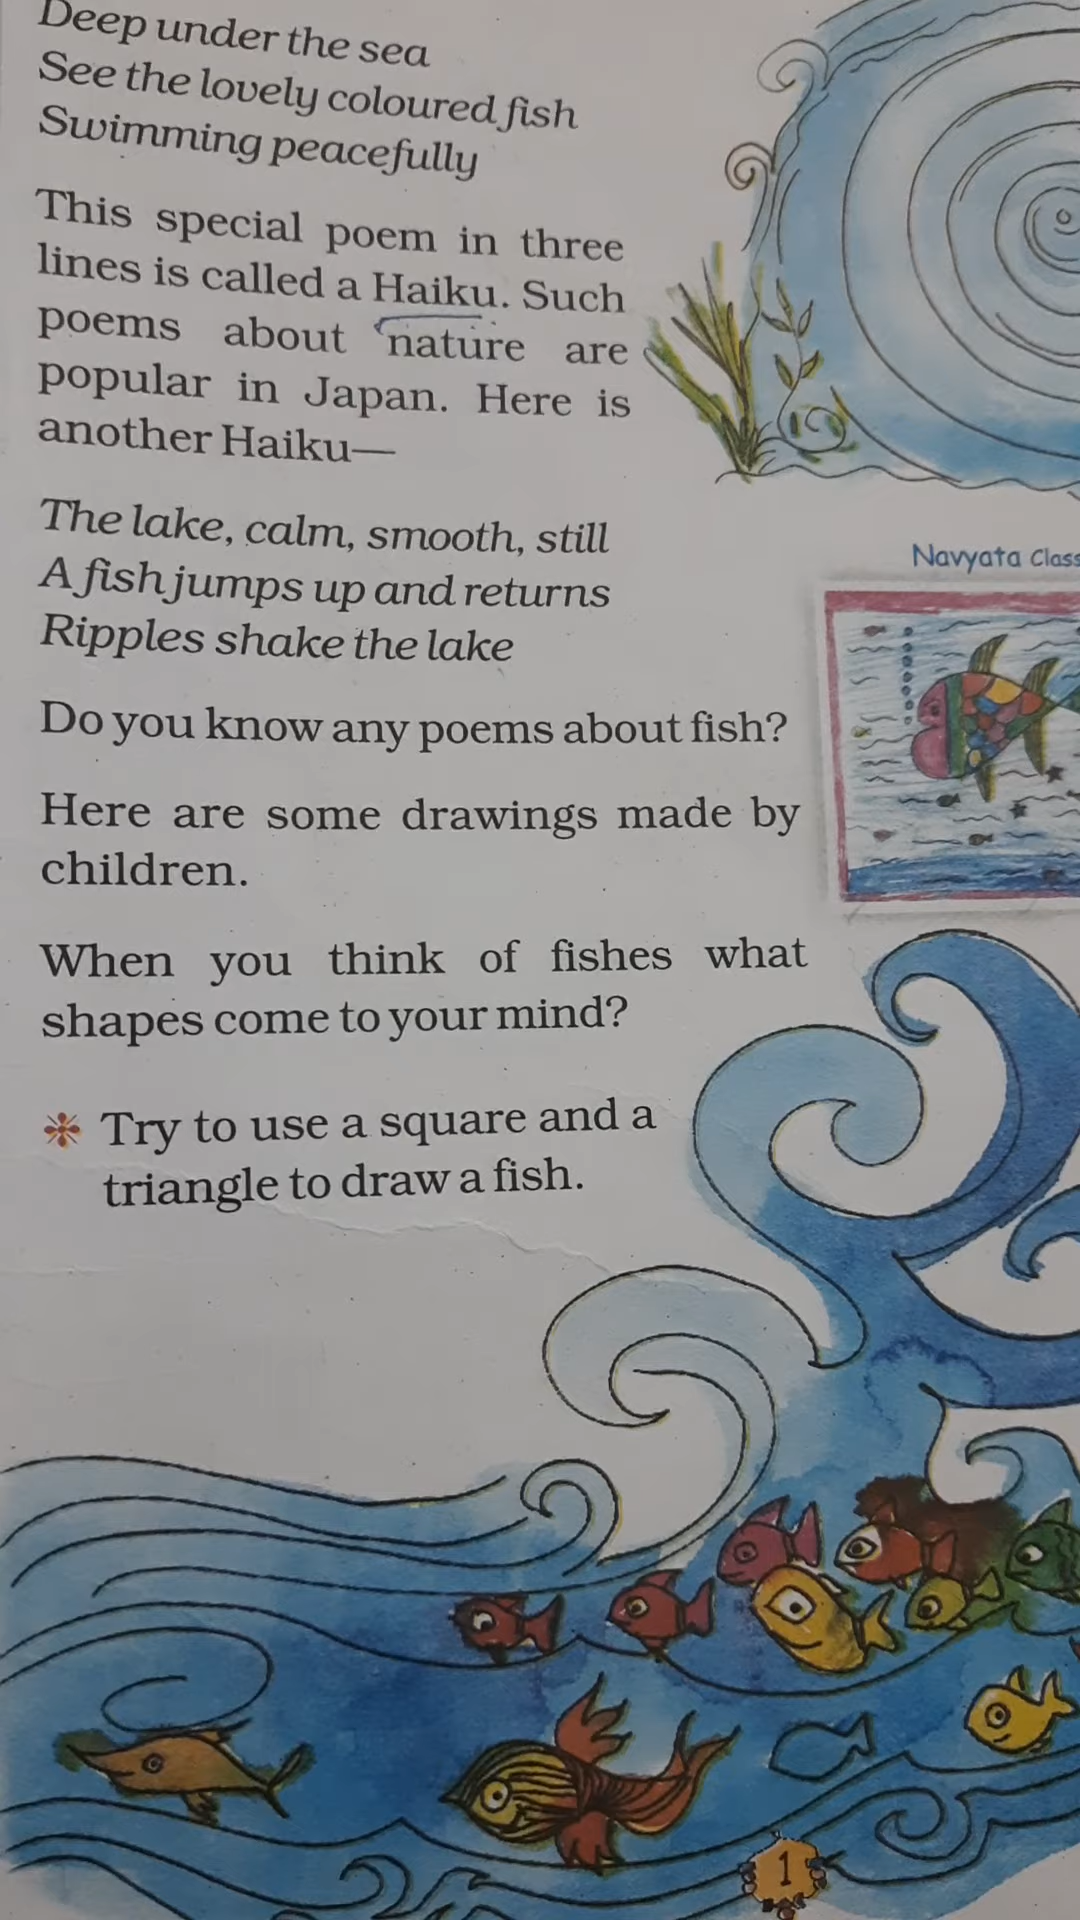 Deep under the sea
See the lovely coloured fish
Swimming peacefully
This special poem in three
lines is called a Haiku. Such
poems about nature are
popular in Japan. Here is
another Haiku—
The lake, calm, smooth, still
A fish jumps up and returns
Ripples shake the lake
Navyata Class
Do you know any poems about fish?
Here are some drawings made by
children.
When you think of fishes what
shapes come to your mind?
❉ Try to use a square and a
triangle to draw a fish.
1